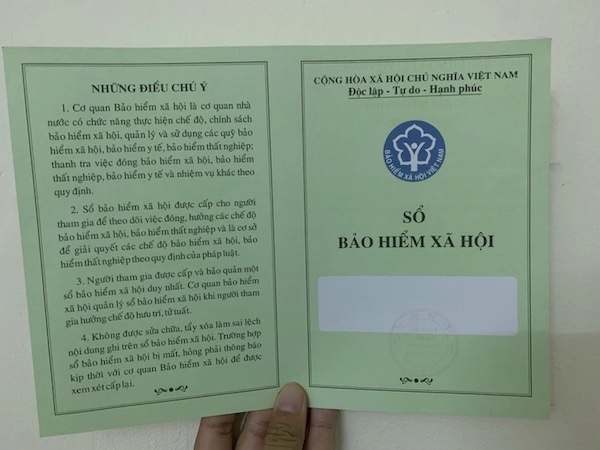 NHỮNG ĐIỀU CHÚ Ý
1. Cơ quan Bảo hiểm xã hội là cơ quan nhà
nước có chức năng thực hiện chế độ, chính sách
bảo hiểm xã hội, quản lý và sử dụng các quỹ bảo
hiểm xã hội, bảo hiểm y tế, bảo hiểm thất nghiệp;
thanh tra việc đóng bảo hiểm xã hội, bảo hiểm
thất nghiệp, bảo hiểm y tế và nhiệm vụ khác theo
quy định.
2. Sổ bảo hiểm xã hội được cấp cho người
tham gia để theo dõi việc đóng, hưởng các chế độ
bảo hiểm xã hội, bảo hiểm thất nghiệp và là cơ sở
để giải quyết các chế độ bảo hiểm xã hội, bảo
hiểm thất nghiệp theo quy định của pháp luật.
3. Người tham gia được cấp và bảo quản một
sổ bảo hiểm xã hội duy nhất. Cơ quan bảo hiểm
xã hội quản lý sổ bảo hiểm xã hội khi người tham
gia hưởng chế độ hưu trí, tử tuất.
4. Không được sửa chữa, tẩy xóa làm sai lệch
nội dung ghi trên sổ bảo hiểm xã hội. Trường hợp
sổ bảo hiểm xã hội bị mất, hỏng phải thông báo
kịp thời với cơ quan Bảo hiểm xã hội để được
xem xét cấp lại.
CỘNG HÒA XÃ HỘI CHỦ NGHĨA VIỆT NAM
Độc lập - Tự do - Hạnh phúc
BẢO HIỂM XÃ HỘI VIỆT NAM
SỔ
BẢO HIỂM XÃ HỘI